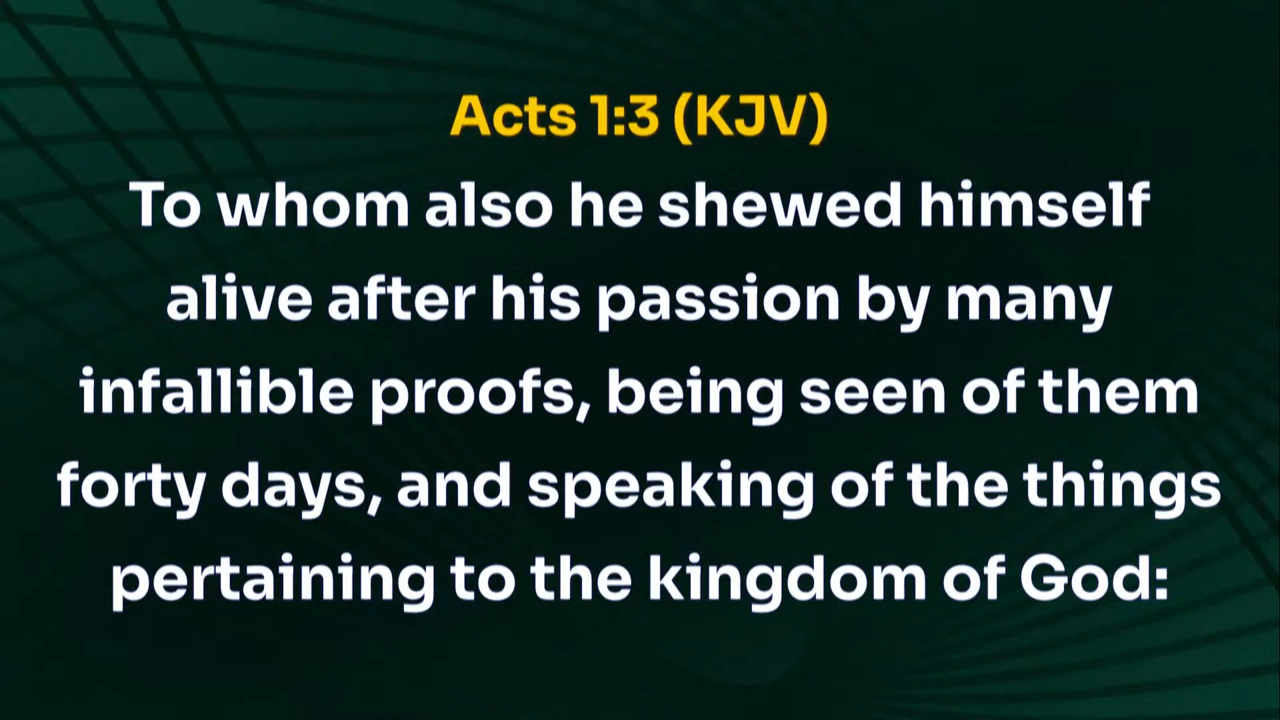 Acts 1:3 (KJV)
To whom also he shewed himself
alive after his passion by many
infallible proofs, being seen of them
forty days, and speaking of the things
pertaining to the kingdom of God: